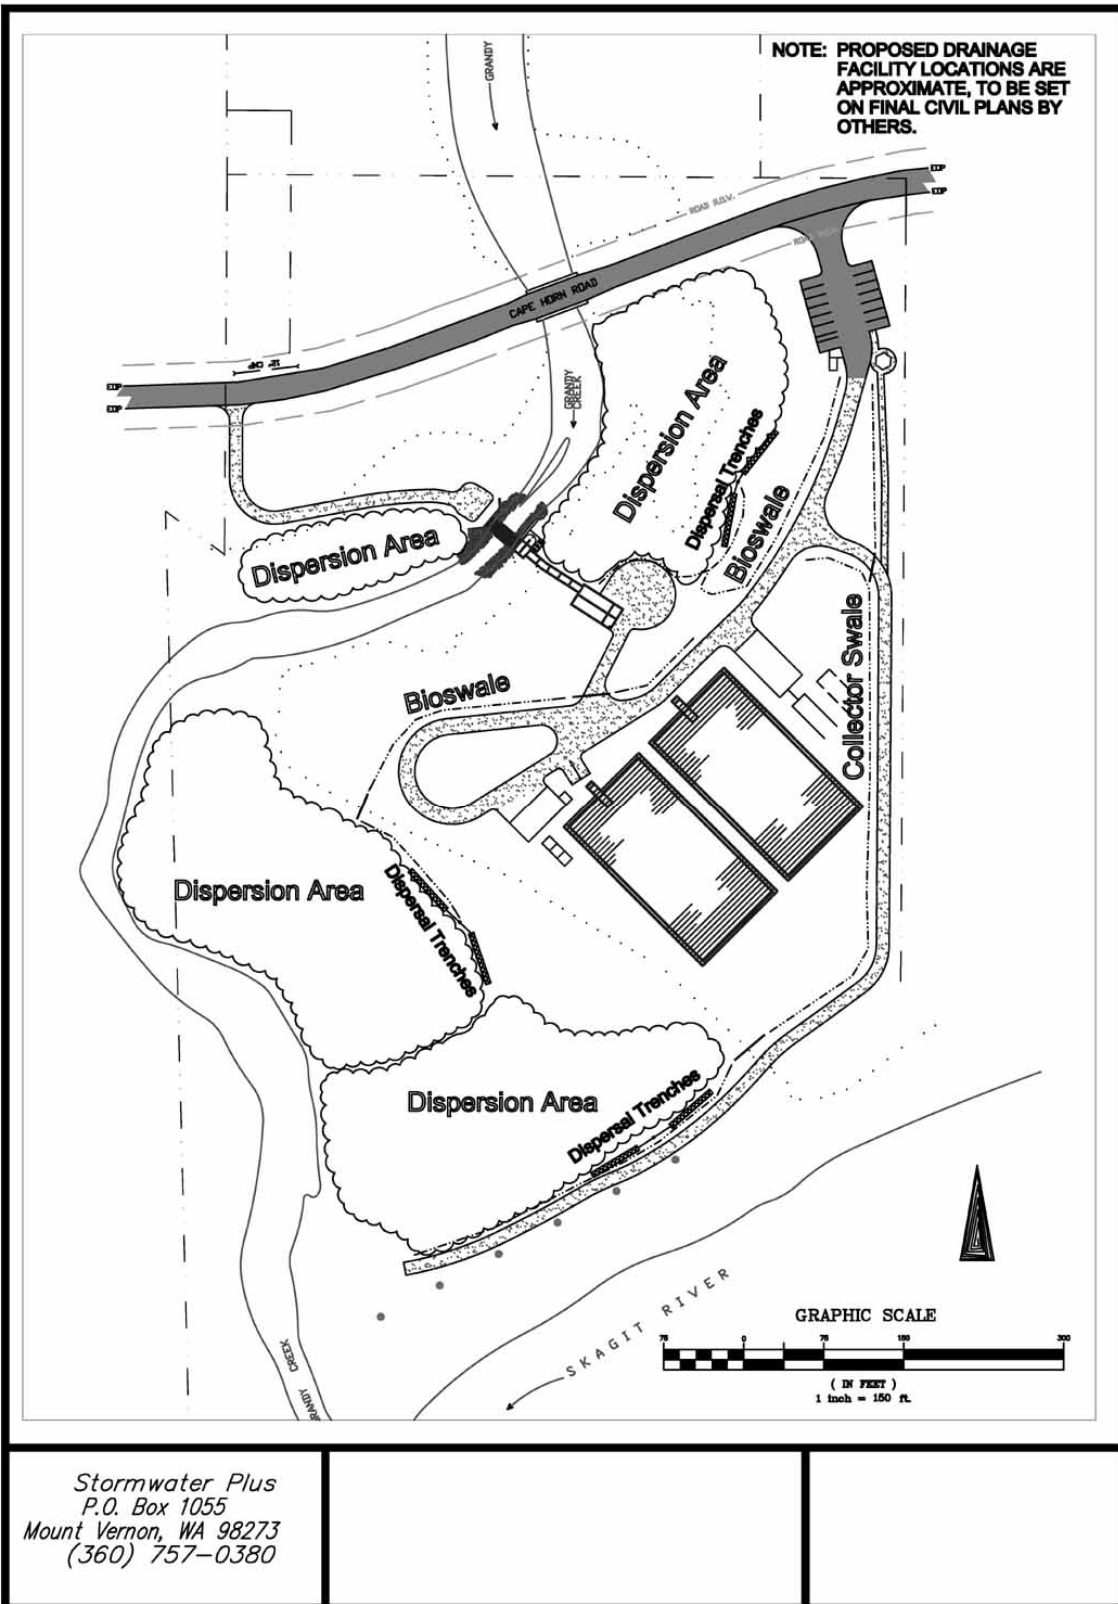 NOTE: PROPOSED DRAINAGE
FACILITY LOCATIONS ARE
APPROXIMATE, TO BE SET
ON FINAL CIVIL PLANS BY
OTHERS.
GRANDY
EOP
EOP
ROAD R.O.W.
CAPE HORN ROAD
12" CMP
EOP
EOP
GRANDY
CREEK
Dispersion Area
Dispersal Trenches
Bioswale
Dispersion Area
Collector Swale
Bioswale
Dispersion Area
Dispersal Trenches
Dispersion Area
Dispersal Trenches
SKAGIT RIVER
GRANDY CREEK
GRAPHIC SCALE
75 0 75 150 300
( IN FEET )
1 inch = 150 ft.
Stormwater Plus
P.O. Box 1055
Mount Vernon, WA 98273
(360) 757-0380